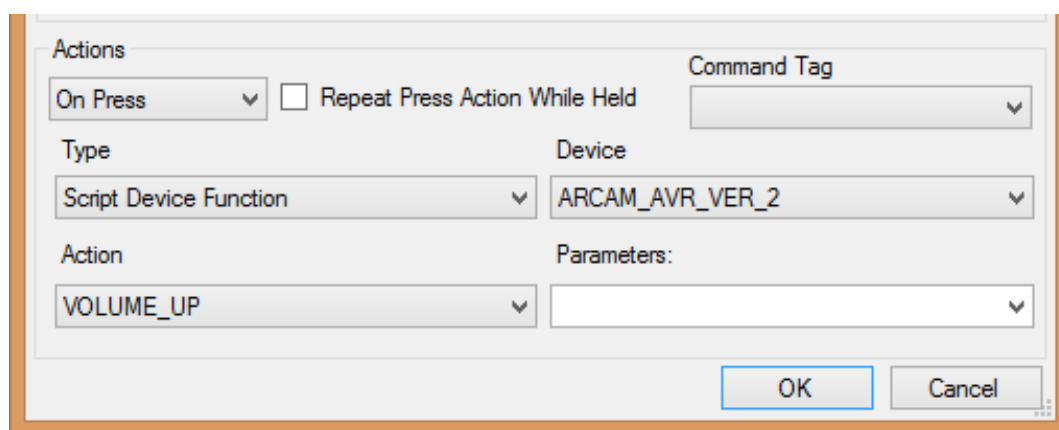 Actions
Command Tag
On Press
Repeat Press Action While Held
Type
Device
Script Device Function
ARCAM_AVR_VER_2
Action
Parameters:
VOLUME_UP
OK
Cancel